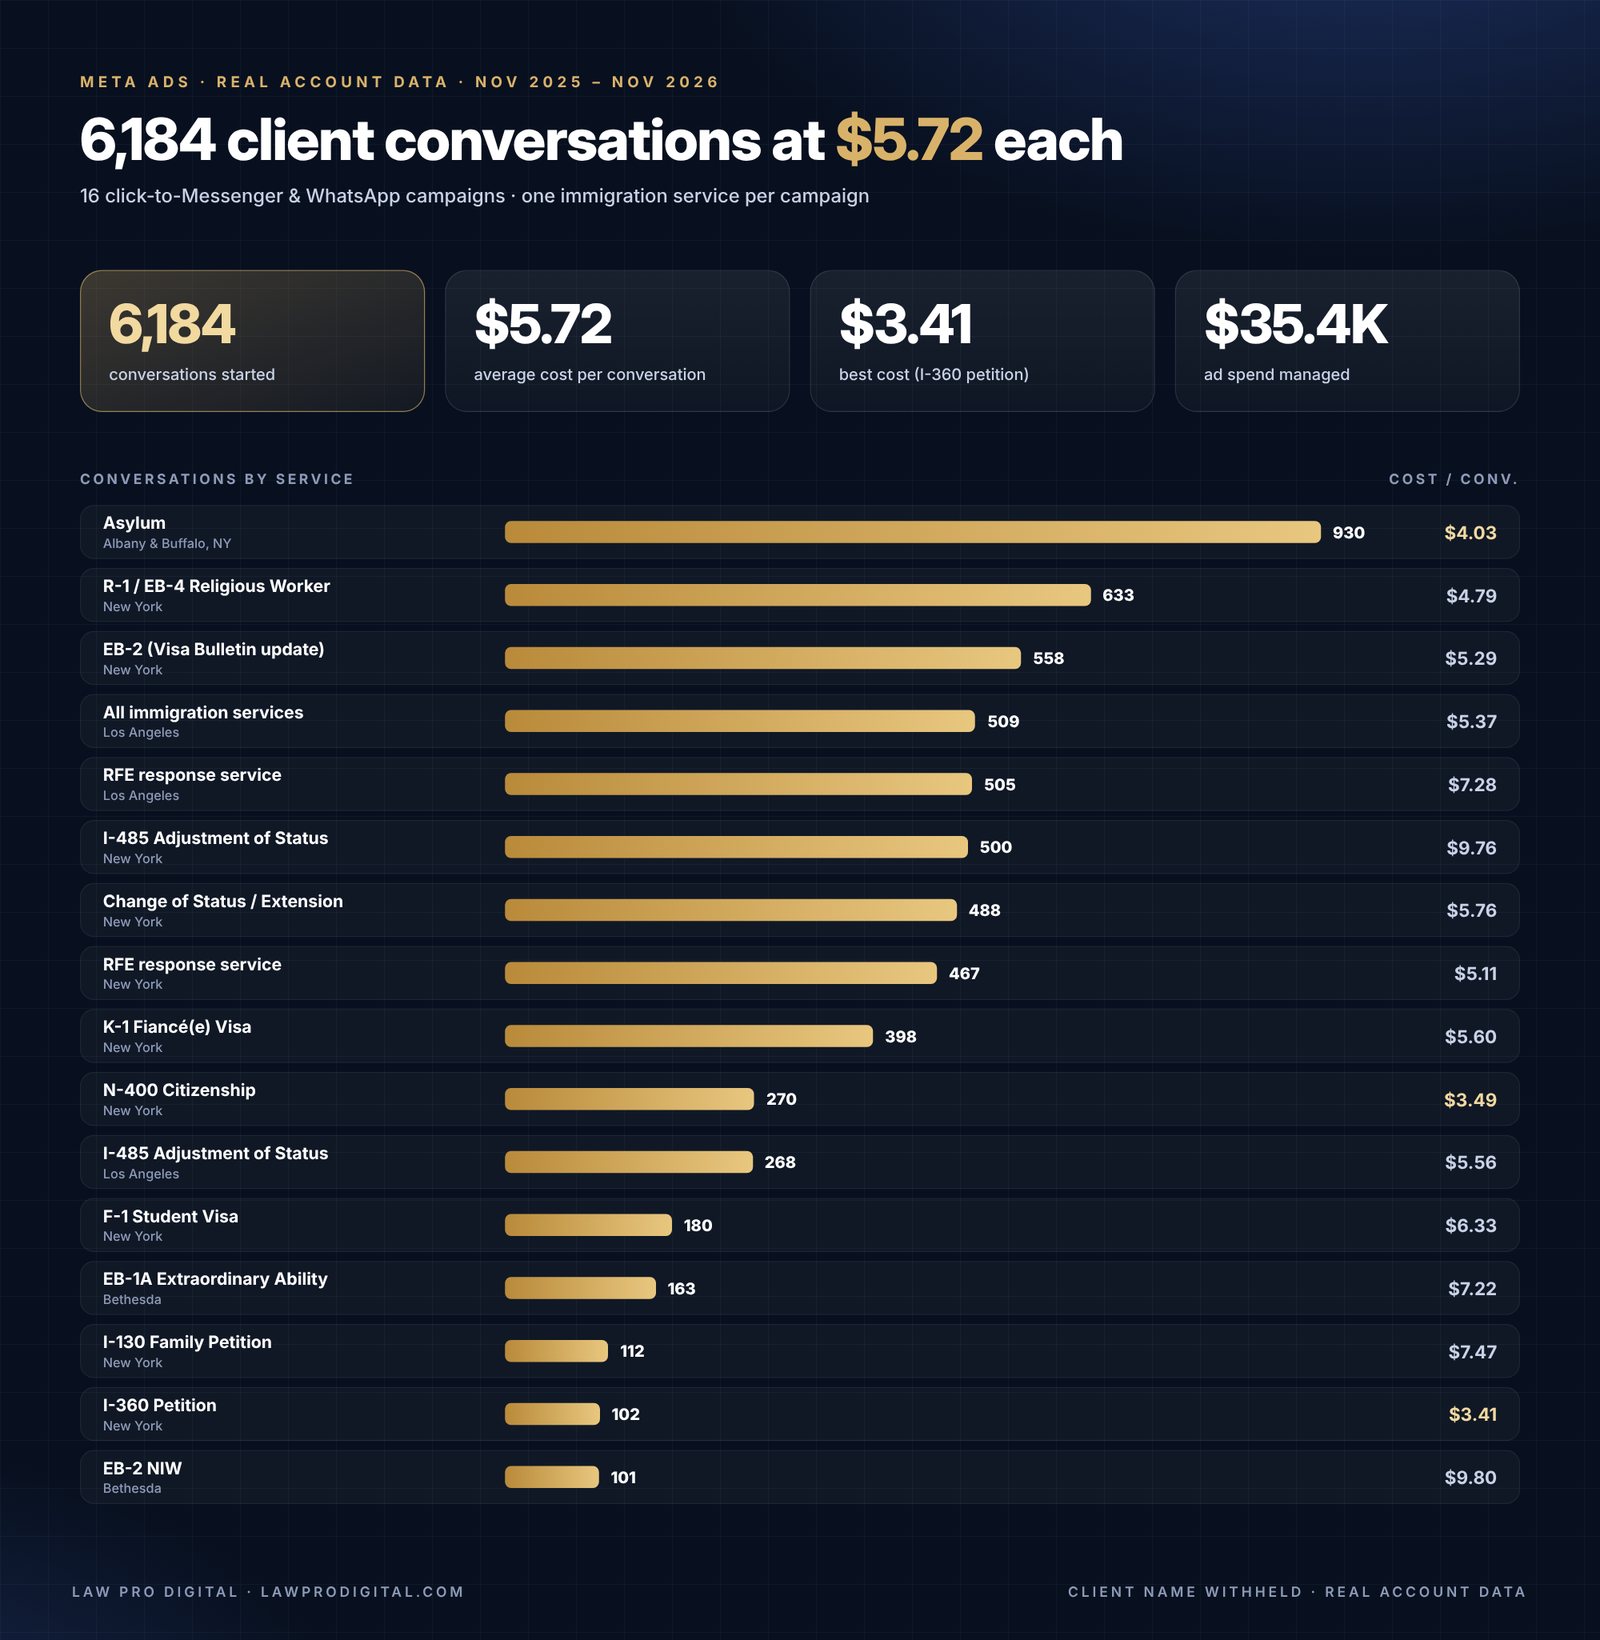 META ADS · REAL ACCOUNT DATA · NOV 2025 – NOV 2026
6,184 client conversations at $5.72 each
16 click-to-Messenger & WhatsApp campaigns · one immigration service per campaign
6,184
conversations started
$5.72
average cost per conversation
$3.41
best cost (I-360 petition)
$35.4K
ad spend managed
CONVERSATIONS BY SERVICE COST / CONV.
Asylum
Albany & Buffalo, NY
930 $4.03
R-1 / EB-4 Religious Worker
New York
633 $4.79
EB-2 (Visa Bulletin update)
New York
558 $5.29
All immigration services
Los Angeles
509 $5.37
RFE response service
Los Angeles
505 $7.28
I-485 Adjustment of Status
New York
500 $9.76
Change of Status / Extension
New York
488 $5.76
RFE response service
New York
467 $5.11
K-1 Fiancé(e) Visa
New York
398 $5.60
N-400 Citizenship
New York
270 $3.49
I-485 Adjustment of Status
Los Angeles
268 $5.56
F-1 Student Visa
New York
180 $6.33
EB-1A Extraordinary Ability
Bethesda
163 $7.22
I-130 Family Petition
New York
112 $7.47
I-360 Petition
New York
102 $3.41
EB-2 NIW
Bethesda
101 $9.80
LAW PRO DIGITAL · LAWPRODIGITAL.COM CLIENT NAME WITHHELD · REAL ACCOUNT DATA